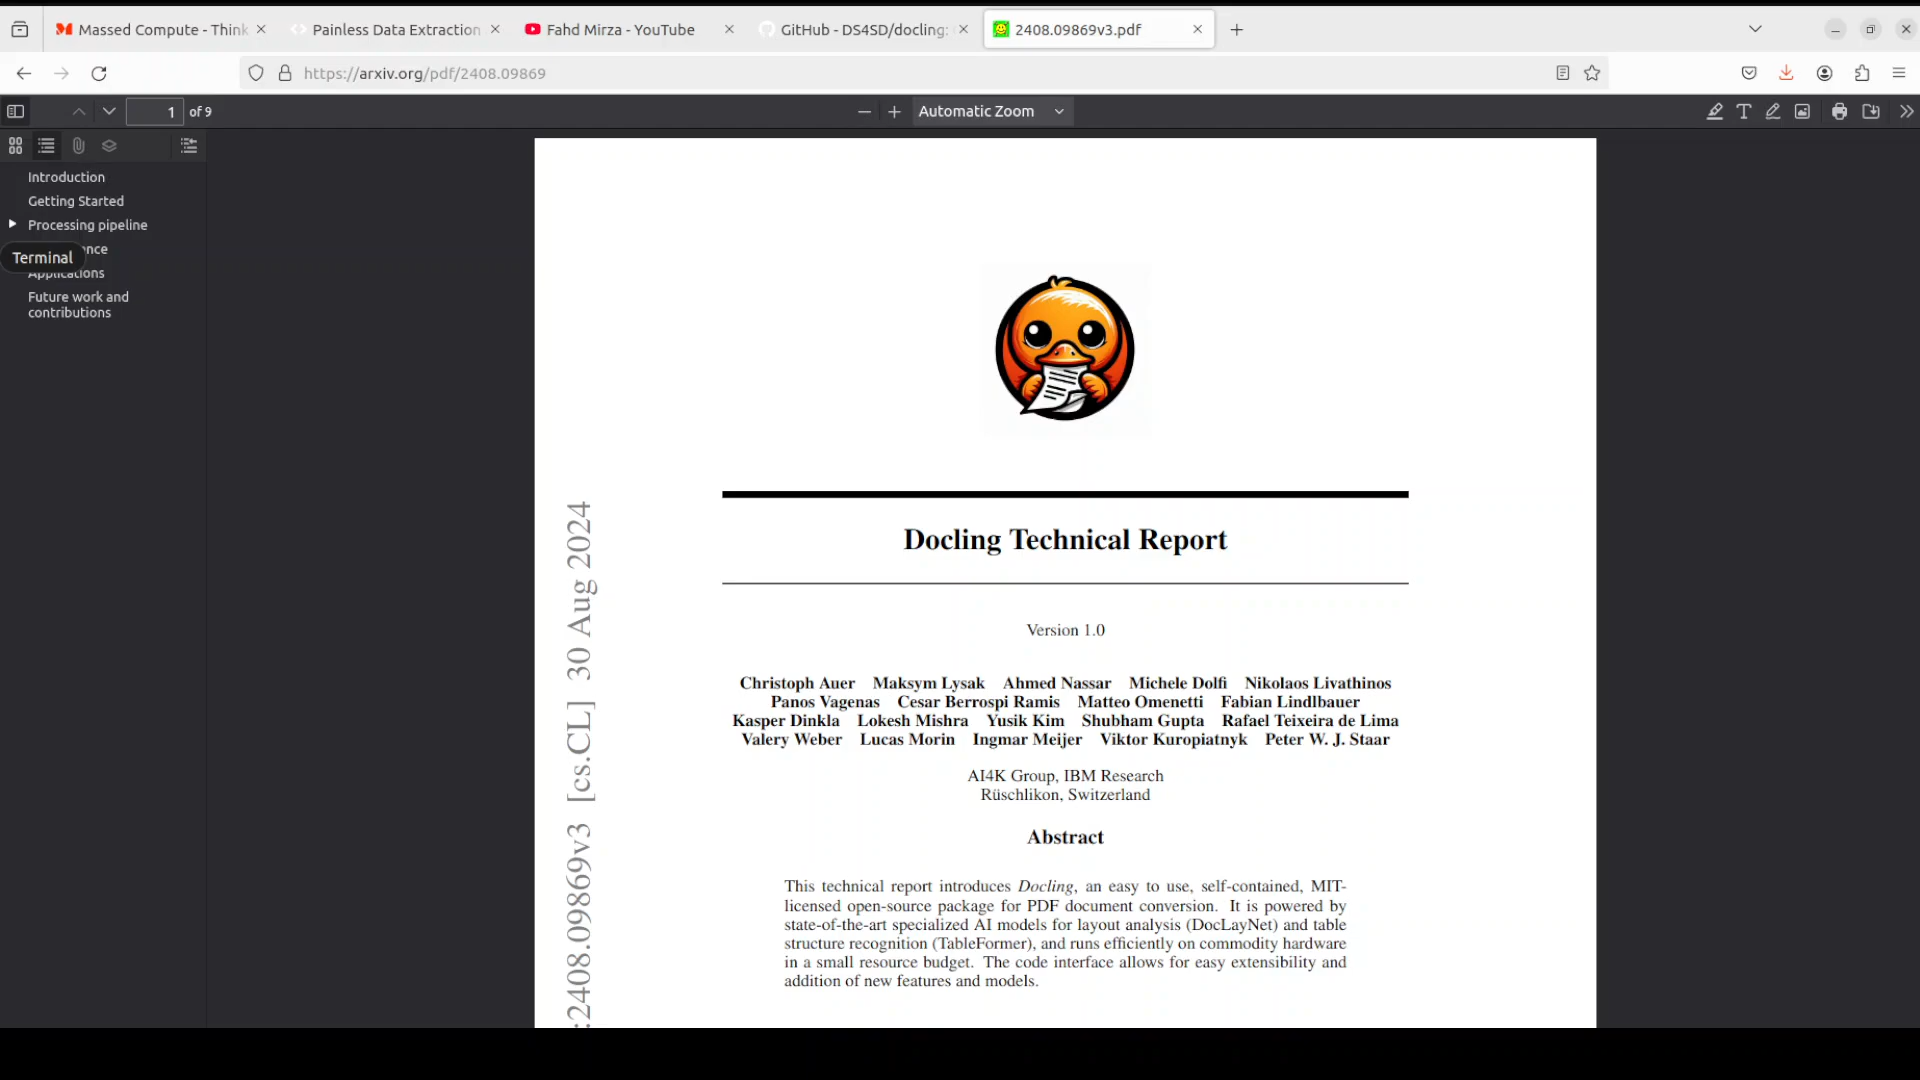 Massed Compute - Think
Painless Data Extraction
Fahd Mirza - YouTube
GitHub - DS4SD/docling:
2408.09869v3.pdf
https://arxiv.org/pdf/2408.09869
1 of 9
Automatic Zoom
Introduction
Getting Started
Processing pipeline
Terminal
Applications
Future work and
contributions
Docling Technical Report
Version 1.0
Christoph Auer Maksym Lysak Ahmed Nassar Michele Dolfi Nikolaos Livathinos
Panos Vagenas Cesar Berrospi Ramis Matteo Omenetti Fabian Lindlbauer
Kasper Dinkla Lokesh Mishra Yusik Kim Shubham Gupta Rafael Teixeira de Lima
Valery Weber Lucas Morin Ingmar Meijer Viktor Kuropiatnyk Peter W. J. Staar
AI4K Group, IBM Research
Rüschlikon, Switzerland
Abstract
This technical report introduces Docling, an easy to use, self-contained, MIT-
licensed open-source package for PDF document conversion. It is powered by
state-of-the-art specialized AI models for layout analysis (DocLayNet) and table
structure recognition (TableFormer), and runs efficiently on commodity hardware
in a small resource budget. The code interface allows for easy extensibility and
addition of new features and models.
:2408.09869v3 [cs.CL] 30 Aug 2024